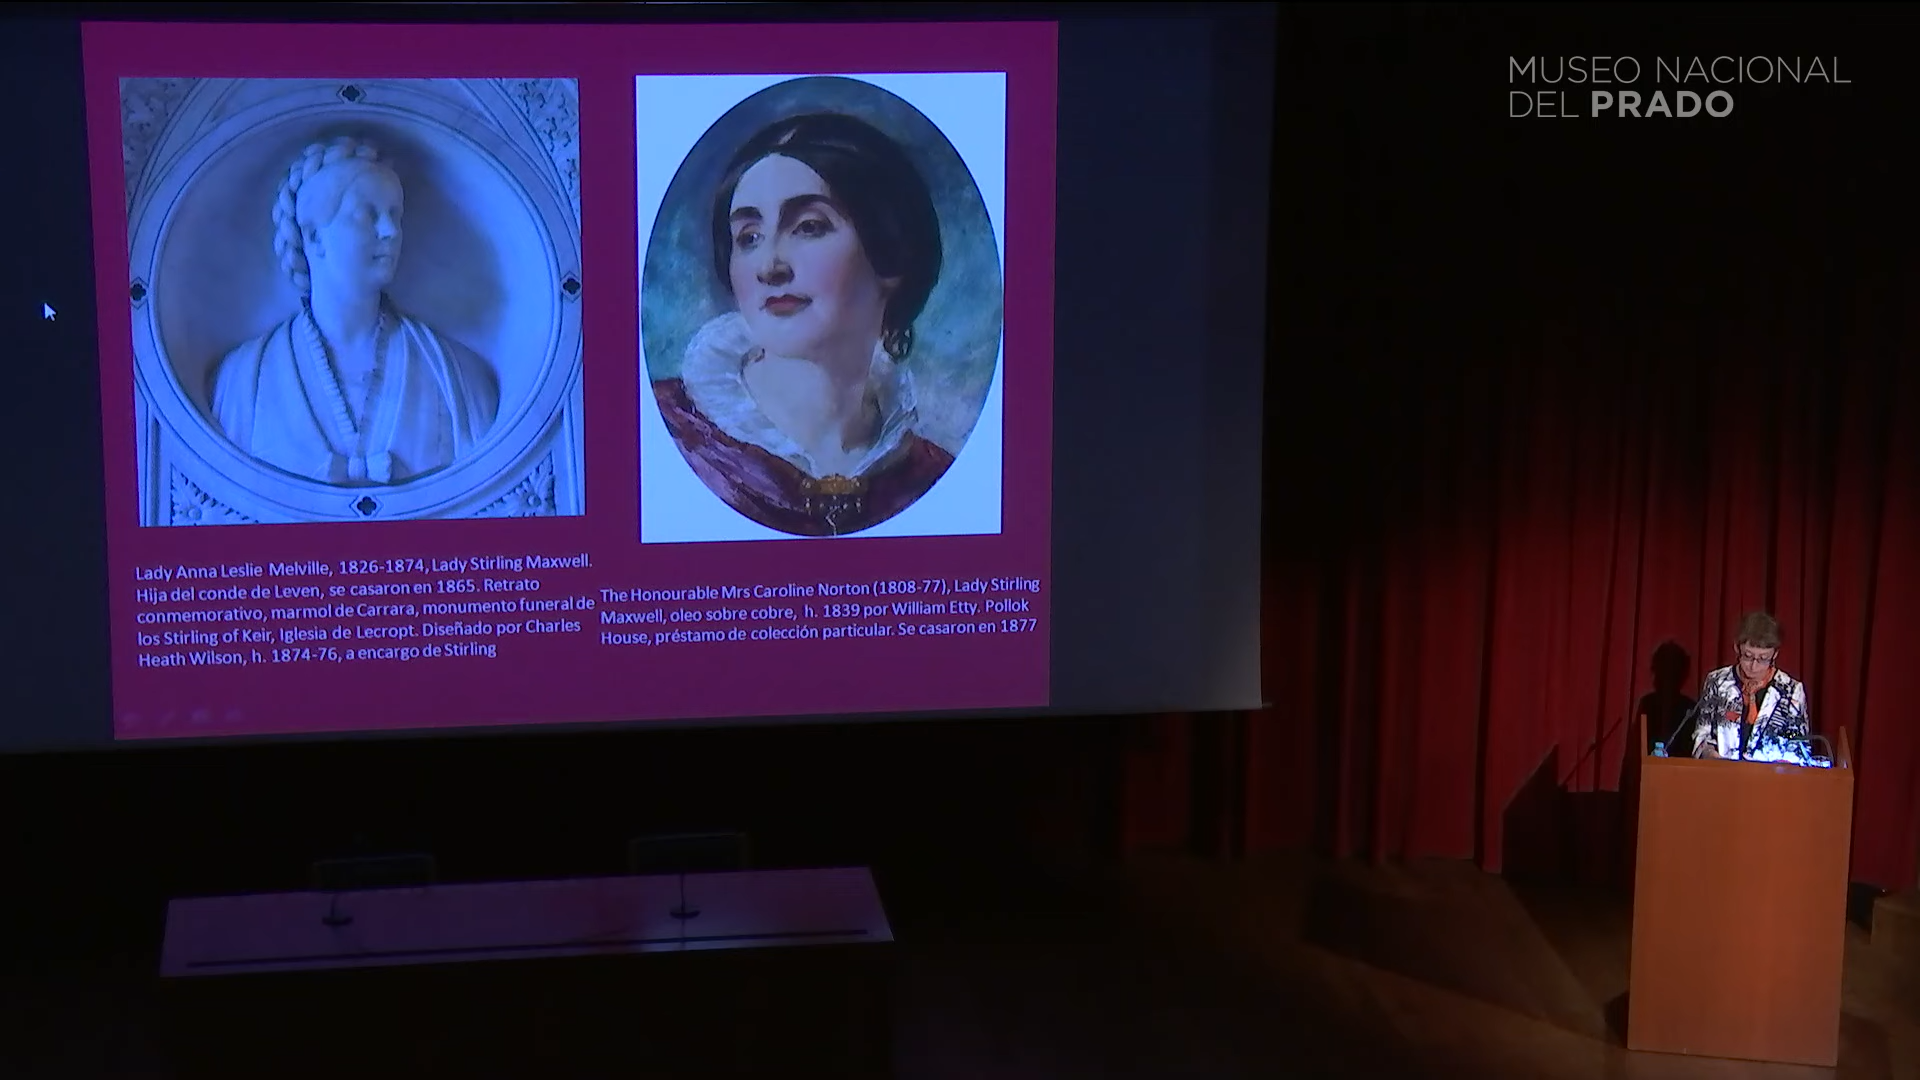 MUSEO NACIONAL
DEL PRADO
Lady Anna Leslie Melville, 1826-1874, Lady Stirling Maxwell.
Hija del conde de Leven, se casaron en 1865. Retrato
conmemorativo, marmol de Carrara, monumento funeral de
los Stirling of Keir, Iglesia de Lecropt. Diseñado por Charles
Heath Wilson, h. 1874-76, a encargo de Stirling
The Honourable Mrs Caroline Norton (1808-77), Lady Stirling
Maxwell, oleo sobre cobre, h. 1839 por William Etty. Pollok
House, préstamo de colección particular. Se casaron en 1877